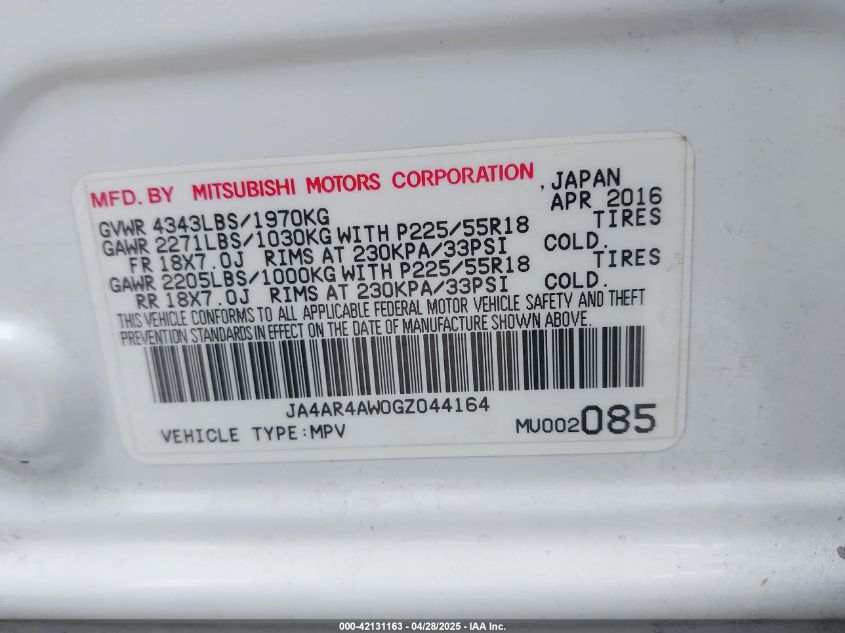 MFD. BY MITSUBISHI MOTORS CORPORATION , JAPAN
GVWR 4343LBS/1970KG APR 2016
GAWR 2271LBS/1030KG WITH P225/55R18 TIRES
FR 18X7.0J RIMS AT 230KPA/33PSI COLD.
GAWR 2205LBS/1000KG WITH P225/55R18 TIRES
RR 18X7.0J RIMS AT 230KPA/33PSI COLD.
THIS VEHICLE CONFORMS TO ALL APPLICABLE FEDERAL MOTOR VEHICLE SAFETY AND THEFT
PREVENTION STANDARDS IN EFFECT ON THE DATE OF MANUFACTURE SHOWN ABOVE.
JA4AR4AW0GZ044164
VEHICLE TYPE:MPV MU002085
000-42131163 - 04/28/2025 - IAA Inc.